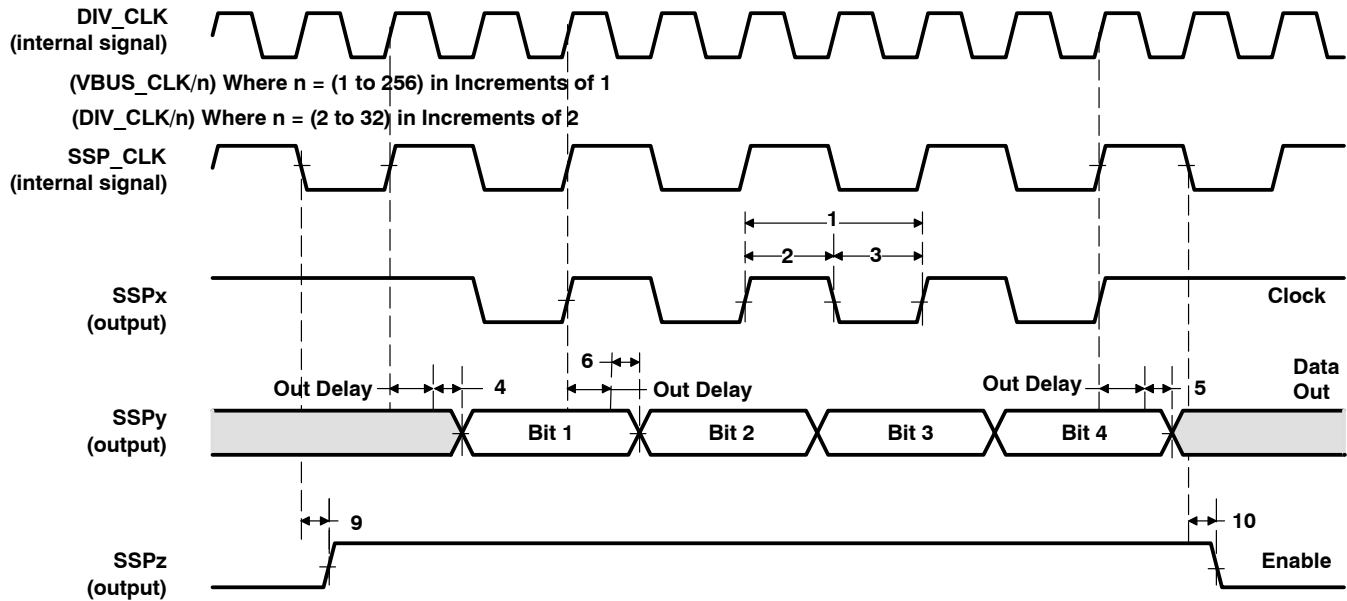 DIV_CLK
(internal signal)
(VBUS_CLK/n) Where n = (1 to 256) in Increments of 1
(DIV_CLK/n) Where n = (2 to 32) in Increments of 2
SSP_CLK
(internal signal)
1
2
3
SSPx
(output)
Clock
6
Data
Out
Out Delay
4
Out Delay
Out Delay
5
SSPy
(output)
Bit 1
Bit 2
Bit 3
Bit 4
9
10
SSPz
(output)
Enable